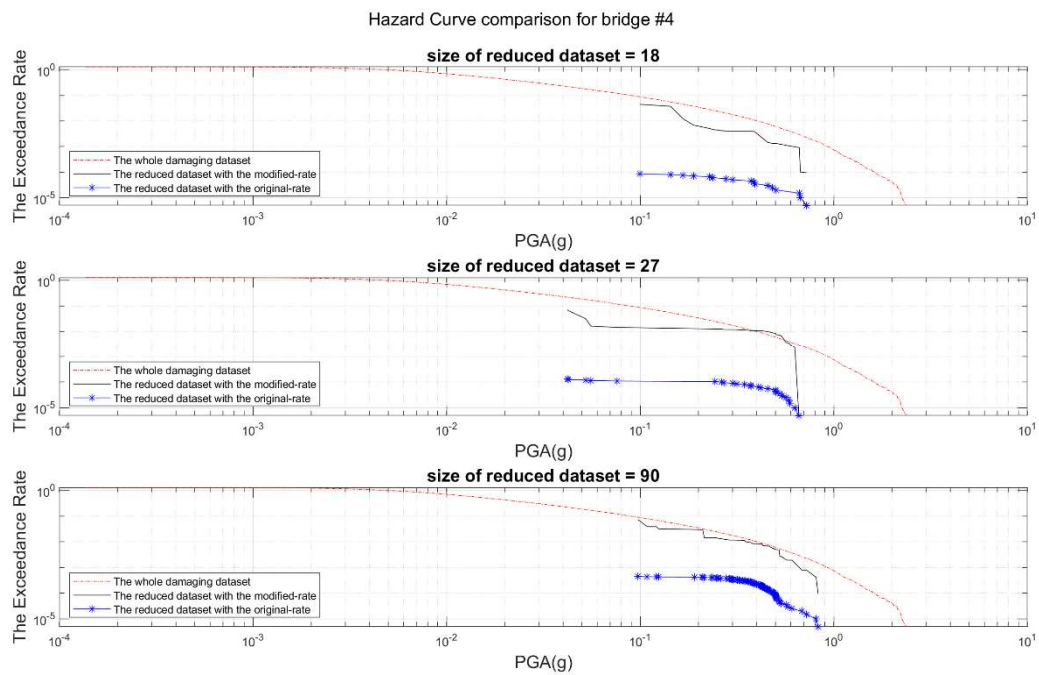 Hazard Curve comparison for bridge #4
size of reduced dataset = 18
The Exceedance Rate
10^0
10^-5
The whole damaging dataset
The reduced dataset with the modified-rate
The reduced dataset with the original-rate
10^-4 10^-3 10^-2 10^-1 10^0 10^1
PGA(g)
size of reduced dataset = 27
The Exceedance Rate
10^0
10^-5
The whole damaging dataset
The reduced dataset with the modified-rate
The reduced dataset with the original-rate
10^-4 10^-3 10^-2 10^-1 10^0 10^1
PGA(g)
size of reduced dataset = 90
The Exceedance Rate
10^0
10^-5
The whole damaging dataset
The reduced dataset with the modified-rate
The reduced dataset with the original-rate
10^-4 10^-3 10^-2 10^-1 10^0 10^1
PGA(g)